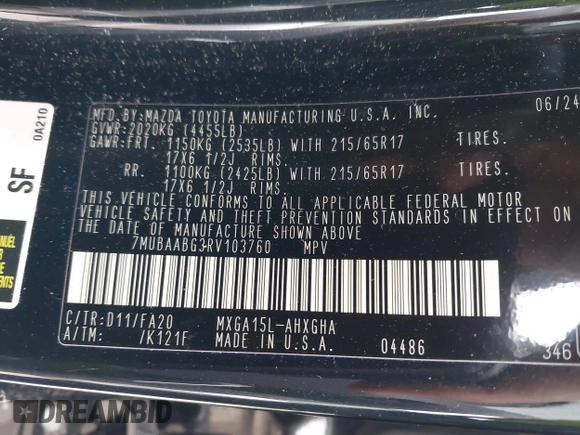 MFD. BY:MAZDA TOYOTA MANUFACTURING U.S.A. INC. 06/24
GVWR:2020KG (4455LB)
GAWR:FRT. 1150KG (2535LB) WITH 215/65R17 TIRES.
17X6 1/2J RIMS.
RR. 1100KG (2425LB) WITH 215/65R17 TIRES.
17X6 1/2J RIMS.
THIS VEHICLE CONFORMS TO ALL APPLICABLE FEDERAL MOTOR
VEHICLE SAFETY AND THEFT PREVENTION STANDARDS IN EFFECT ON
THE DATE OF MANUFACTURE SHOWN ABOVE.
7MUBAABG3RV103760 MPV
C/TR:D11/FA20 MXGA15L-AHXGHA
A/TM: /K121F MADE IN U.S.A. 04486 346
0A210
SF
DREAMBID